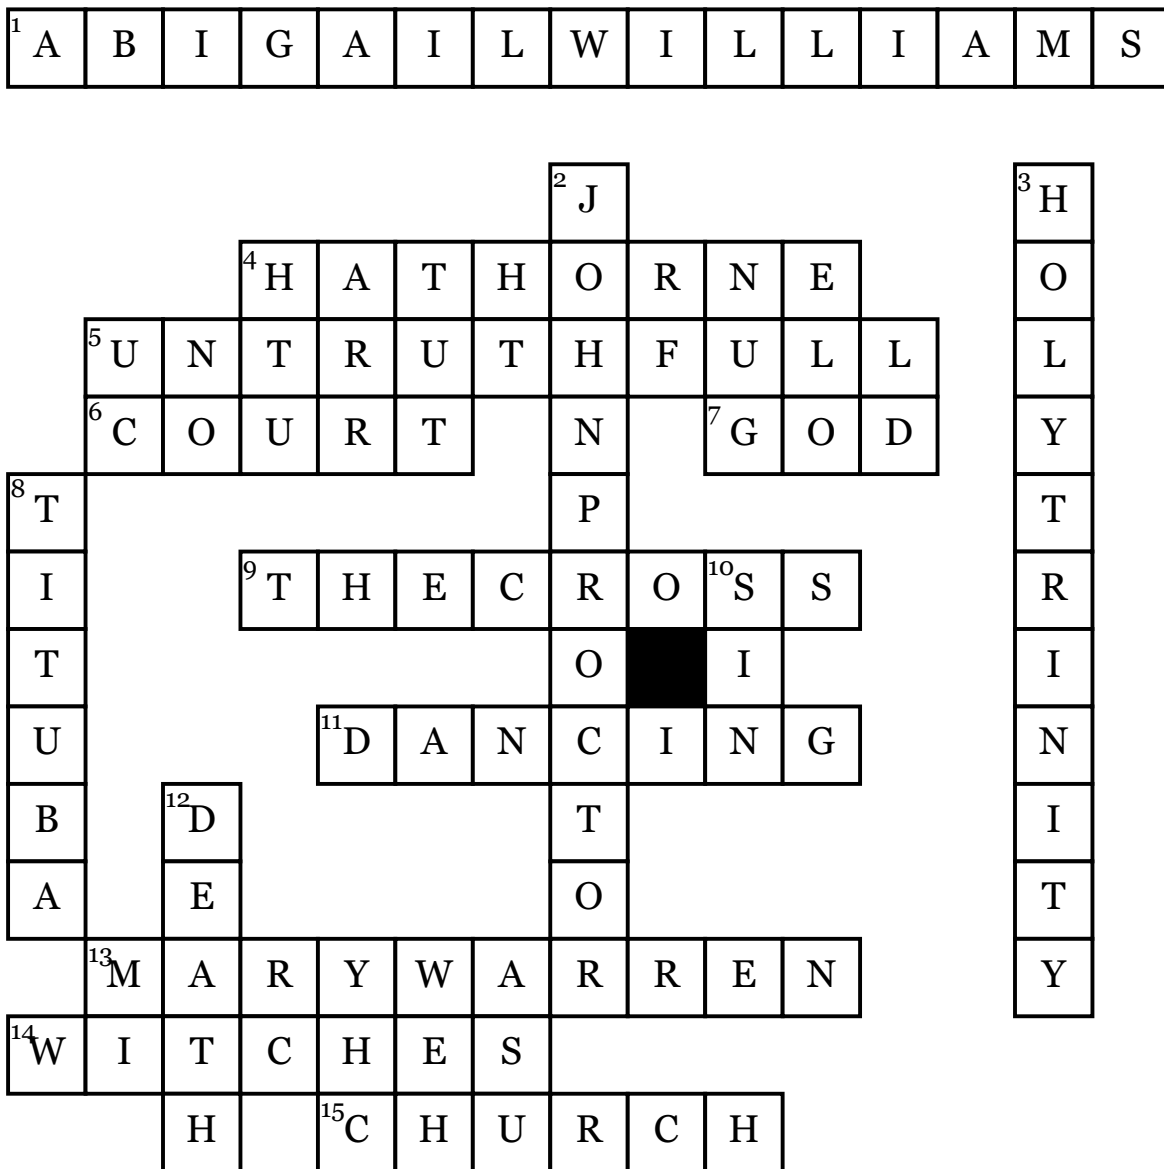 1 A B I G A I L W I L L I A M S
2 J 3 H
4 H A T H O R N E O
5 U N T R U T H F U L L L
6 C O U R T N 7 G O D Y
8 T P T
I 9 T H E C R O 10 S S R
T O I I
U 11 D A N C I N G N
B 12 D T I
A E O T
13 M A R Y W A R R E N Y
14 W I T C H E S
H 15 C H U R C H